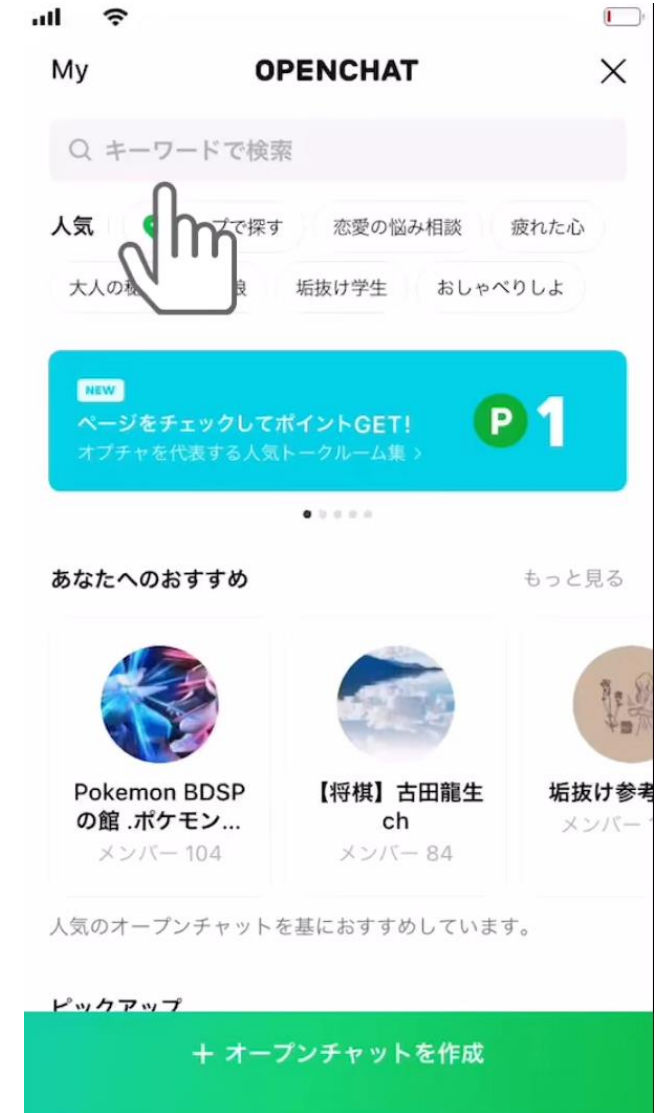 My
OPENCHAT
キーワードで検索
人気
プで探す
恋愛の悩み相談
疲れた心
大人の
垢抜け学生
おしゃべりしよ
NEW
ページをチェックしてポイントGET!
オプチャを代表する人気トークルーム集 >
P 1
あなたへのおすすめ
もっと見る
Pokemon BDSP
の館 .ポケモン...
メンバー 104
【将棋】古田龍生
ch
メンバー 84
垢抜け参考
メンバー
人気のオープンチャットを基におすすめしています。
ピックアップ
+ オープンチャットを作成